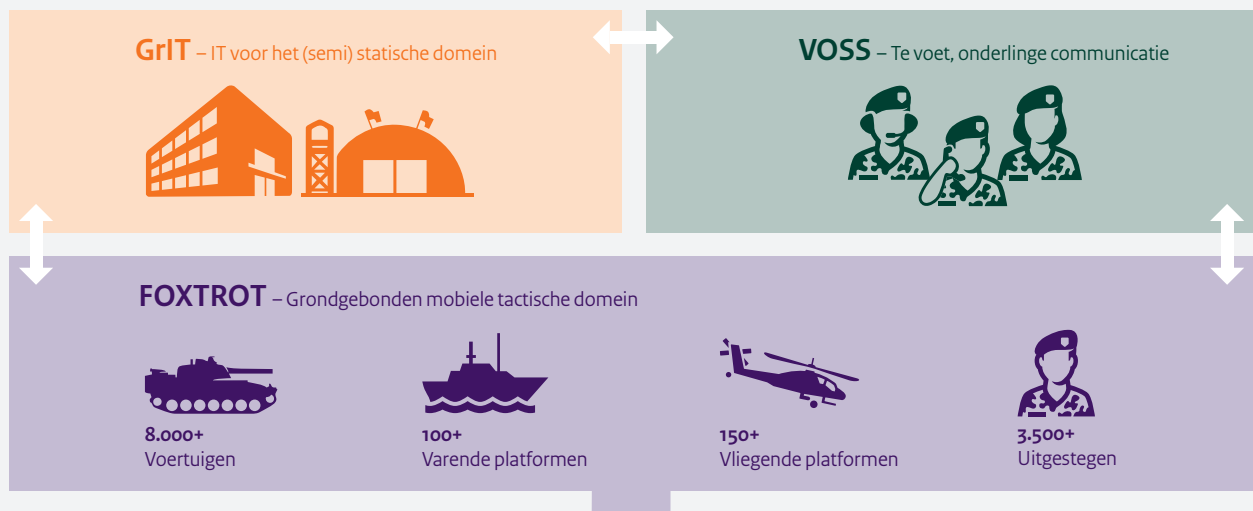 GrIT – IT voor het (semi) statische domein
VOSS – Te voet, onderlinge communicatie
FOXTROT – Grondgebonden mobiele tactische domein
8.000+
Voertuigen
100+
Varende platformen
150+
Vliegende platformen
3.500+
Uitgestegen